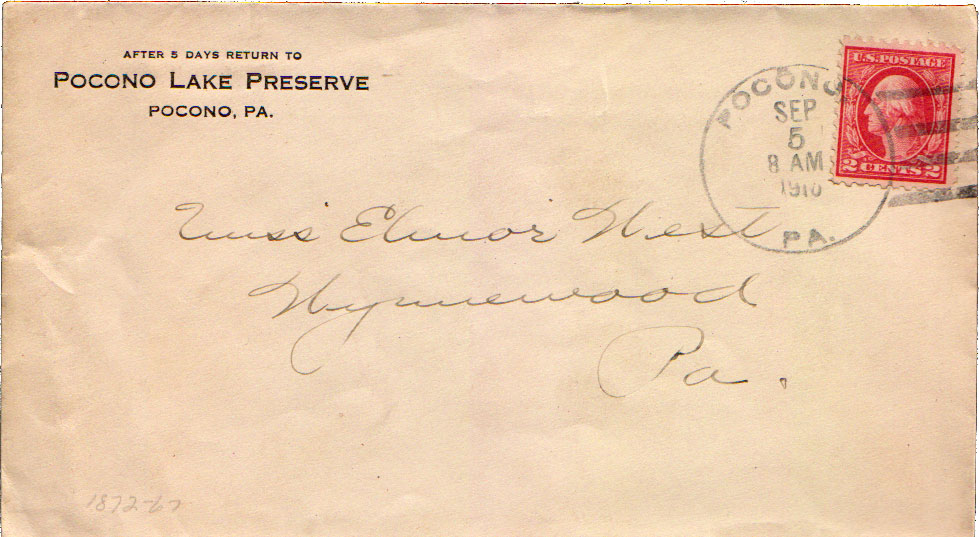 AFTER 5 DAYS RETURN TO
POCONO LAKE PRESERVE
POCONO, PA.
POCONO
SEP
5
8 AM
PA.
U.S. POSTAGE
2 CENTS 2
Miss Elinor West
Wynnewood
Pa.